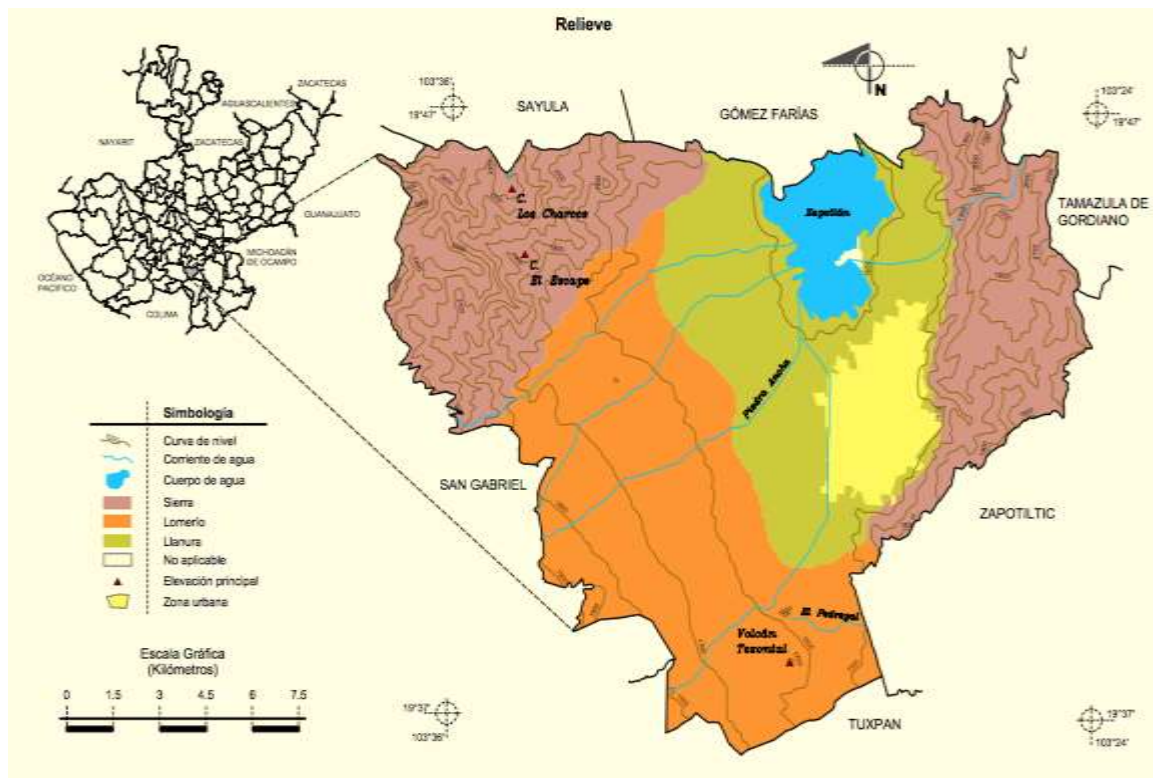 Relieve
ZACATECAS
AGUASCALIENTES
NAYARIT
ZACATECAS
GUANAJUATO
MICHOACÁN
DE OCAMPO
OCÉANO
PACÍFICO
COLIMA
103°36'
19°47'
SAYULA
GÓMEZ FARÍAS
N
103°24'
19°47'
TAMAZULA DE
GORDIANO
C.
Los Charcos
C.
El Escape
Zapotlán
Piedra Ancha
SAN GABRIEL
ZAPOTILTIC
El Pedregal
Volcán
TUXPAN
Simbología
Curva de nivel
Corriente de agua
Cuerpo de agua
Sierra
Lomerío
Llanura
No aplicable
Elevación principal
Zona urbana
Escala Gráfica
(Kilómetros)
0 1.5 3 4.5 6 7.5
19°37'
103°36'
19°37'
103°24'